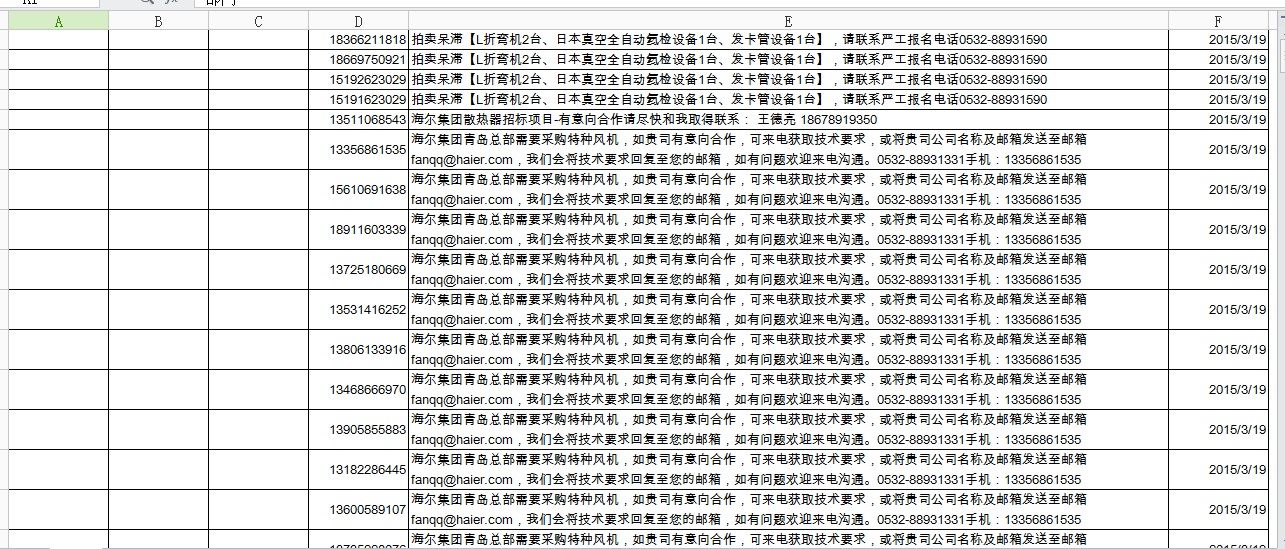 A B C D E F
18366211818 拍卖呆滞【L折弯机2台、日本真空全自动氦检设备1台、发卡管设备1台】，请联系严工报名电话0532-88931590 2015/3/19
18669750921 拍卖呆滞【L折弯机2台、日本真空全自动氦检设备1台、发卡管设备1台】，请联系严工报名电话0532-88931590 2015/3/19
15192623029 拍卖呆滞【L折弯机2台、日本真空全自动氦检设备1台、发卡管设备1台】，请联系严工报名电话0532-88931590 2015/3/19
15191623029 拍卖呆滞【L折弯机2台、日本真空全自动氦检设备1台、发卡管设备1台】，请联系严工报名电话0532-88931590 2015/3/19
13511068543 海尔集团散热器招标项目-有意向合作请尽快和我取得联系： 王德亮 18678919350 2015/3/19
海尔集团青岛总部需要采购特种风机，如贵司有意向合作，可来电获取技术要求，或将贵司公司名称及邮箱发送至邮箱
13356861535 fanqq@haier.com，我们会将技术要求回复至您的邮箱，如有问题欢迎来电沟通。0532-88931331手机：13356861535 2015/3/19
海尔集团青岛总部需要采购特种风机，如贵司有意向合作，可来电获取技术要求，或将贵司公司名称及邮箱发送至邮箱
15610691638 fanqq@haier.com，我们会将技术要求回复至您的邮箱，如有问题欢迎来电沟通。0532-88931331手机：13356861535 2015/3/19
海尔集团青岛总部需要采购特种风机，如贵司有意向合作，可来电获取技术要求，或将贵司公司名称及邮箱发送至邮箱
18911603339 fanqq@haier.com，我们会将技术要求回复至您的邮箱，如有问题欢迎来电沟通。0532-88931331手机：13356861535 2015/3/19
海尔集团青岛总部需要采购特种风机，如贵司有意向合作，可来电获取技术要求，或将贵司公司名称及邮箱发送至邮箱
13725180669 fanqq@haier.com，我们会将技术要求回复至您的邮箱，如有问题欢迎来电沟通。0532-88931331手机：13356861535 2015/3/19
海尔集团青岛总部需要采购特种风机，如贵司有意向合作，可来电获取技术要求，或将贵司公司名称及邮箱发送至邮箱
13531416252 fanqq@haier.com，我们会将技术要求回复至您的邮箱，如有问题欢迎来电沟通。0532-88931331手机：13356861535 2015/3/19
海尔集团青岛总部需要采购特种风机，如贵司有意向合作，可来电获取技术要求，或将贵司公司名称及邮箱发送至邮箱
13806133916 fanqq@haier.com，我们会将技术要求回复至您的邮箱，如有问题欢迎来电沟通。0532-88931331手机：13356861535 2015/3/19
海尔集团青岛总部需要采购特种风机，如贵司有意向合作，可来电获取技术要求，或将贵司公司名称及邮箱发送至邮箱
13468666970 fanqq@haier.com，我们会将技术要求回复至您的邮箱，如有问题欢迎来电沟通。0532-88931331手机：13356861535 2015/3/19
海尔集团青岛总部需要采购特种风机，如贵司有意向合作，可来电获取技术要求，或将贵司公司名称及邮箱发送至邮箱
13905855883 fanqq@haier.com，我们会将技术要求回复至您的邮箱，如有问题欢迎来电沟通。0532-88931331手机：13356861535 2015/3/19
海尔集团青岛总部需要采购特种风机，如贵司有意向合作，可来电获取技术要求，或将贵司公司名称及邮箱发送至邮箱
13182286445 fanqq@haier.com，我们会将技术要求回复至您的邮箱，如有问题欢迎来电沟通。0532-88931331手机：13356861535 2015/3/19
海尔集团青岛总部需要采购特种风机，如贵司有意向合作，可来电获取技术要求，或将贵司公司名称及邮箱发送至邮箱
13600589107 fanqq@haier.com，我们会将技术要求回复至您的邮箱，如有问题欢迎来电沟通。0532-88931331手机：13356861535 2015/3/19
海尔集团青岛总部需要采购特种风机，如贵司有意向合作，可来电获取技术要求，或将贵司公司名称及邮箱发送至邮箱